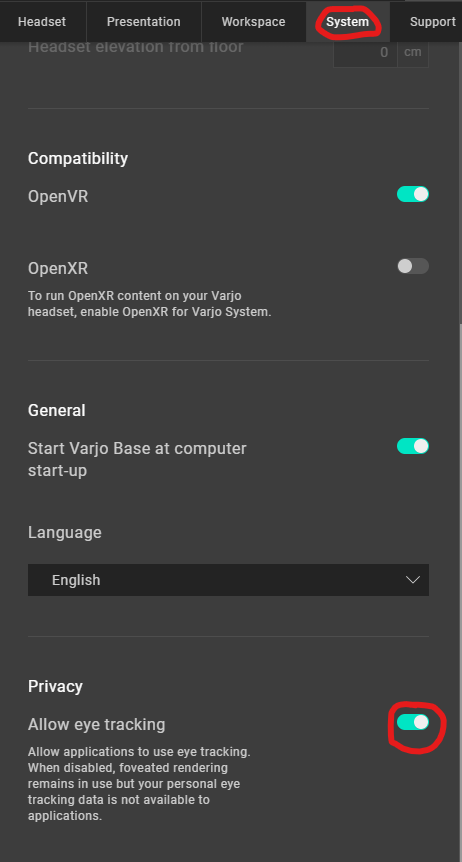 Headset Presentation Workspace System Support
Headset elevation from floor 0 cm
Compatibility
OpenVR
OpenXR
To run OpenXR content on your Varjo
headset, enable OpenXR for Varjo System.
General
Start Varjo Base at computer
start-up
Language
English
Privacy
Allow eye tracking
Allow applications to use eye tracking.
When disabled, foveated rendering
remains in use but your personal eye
tracking data is not available to
applications.